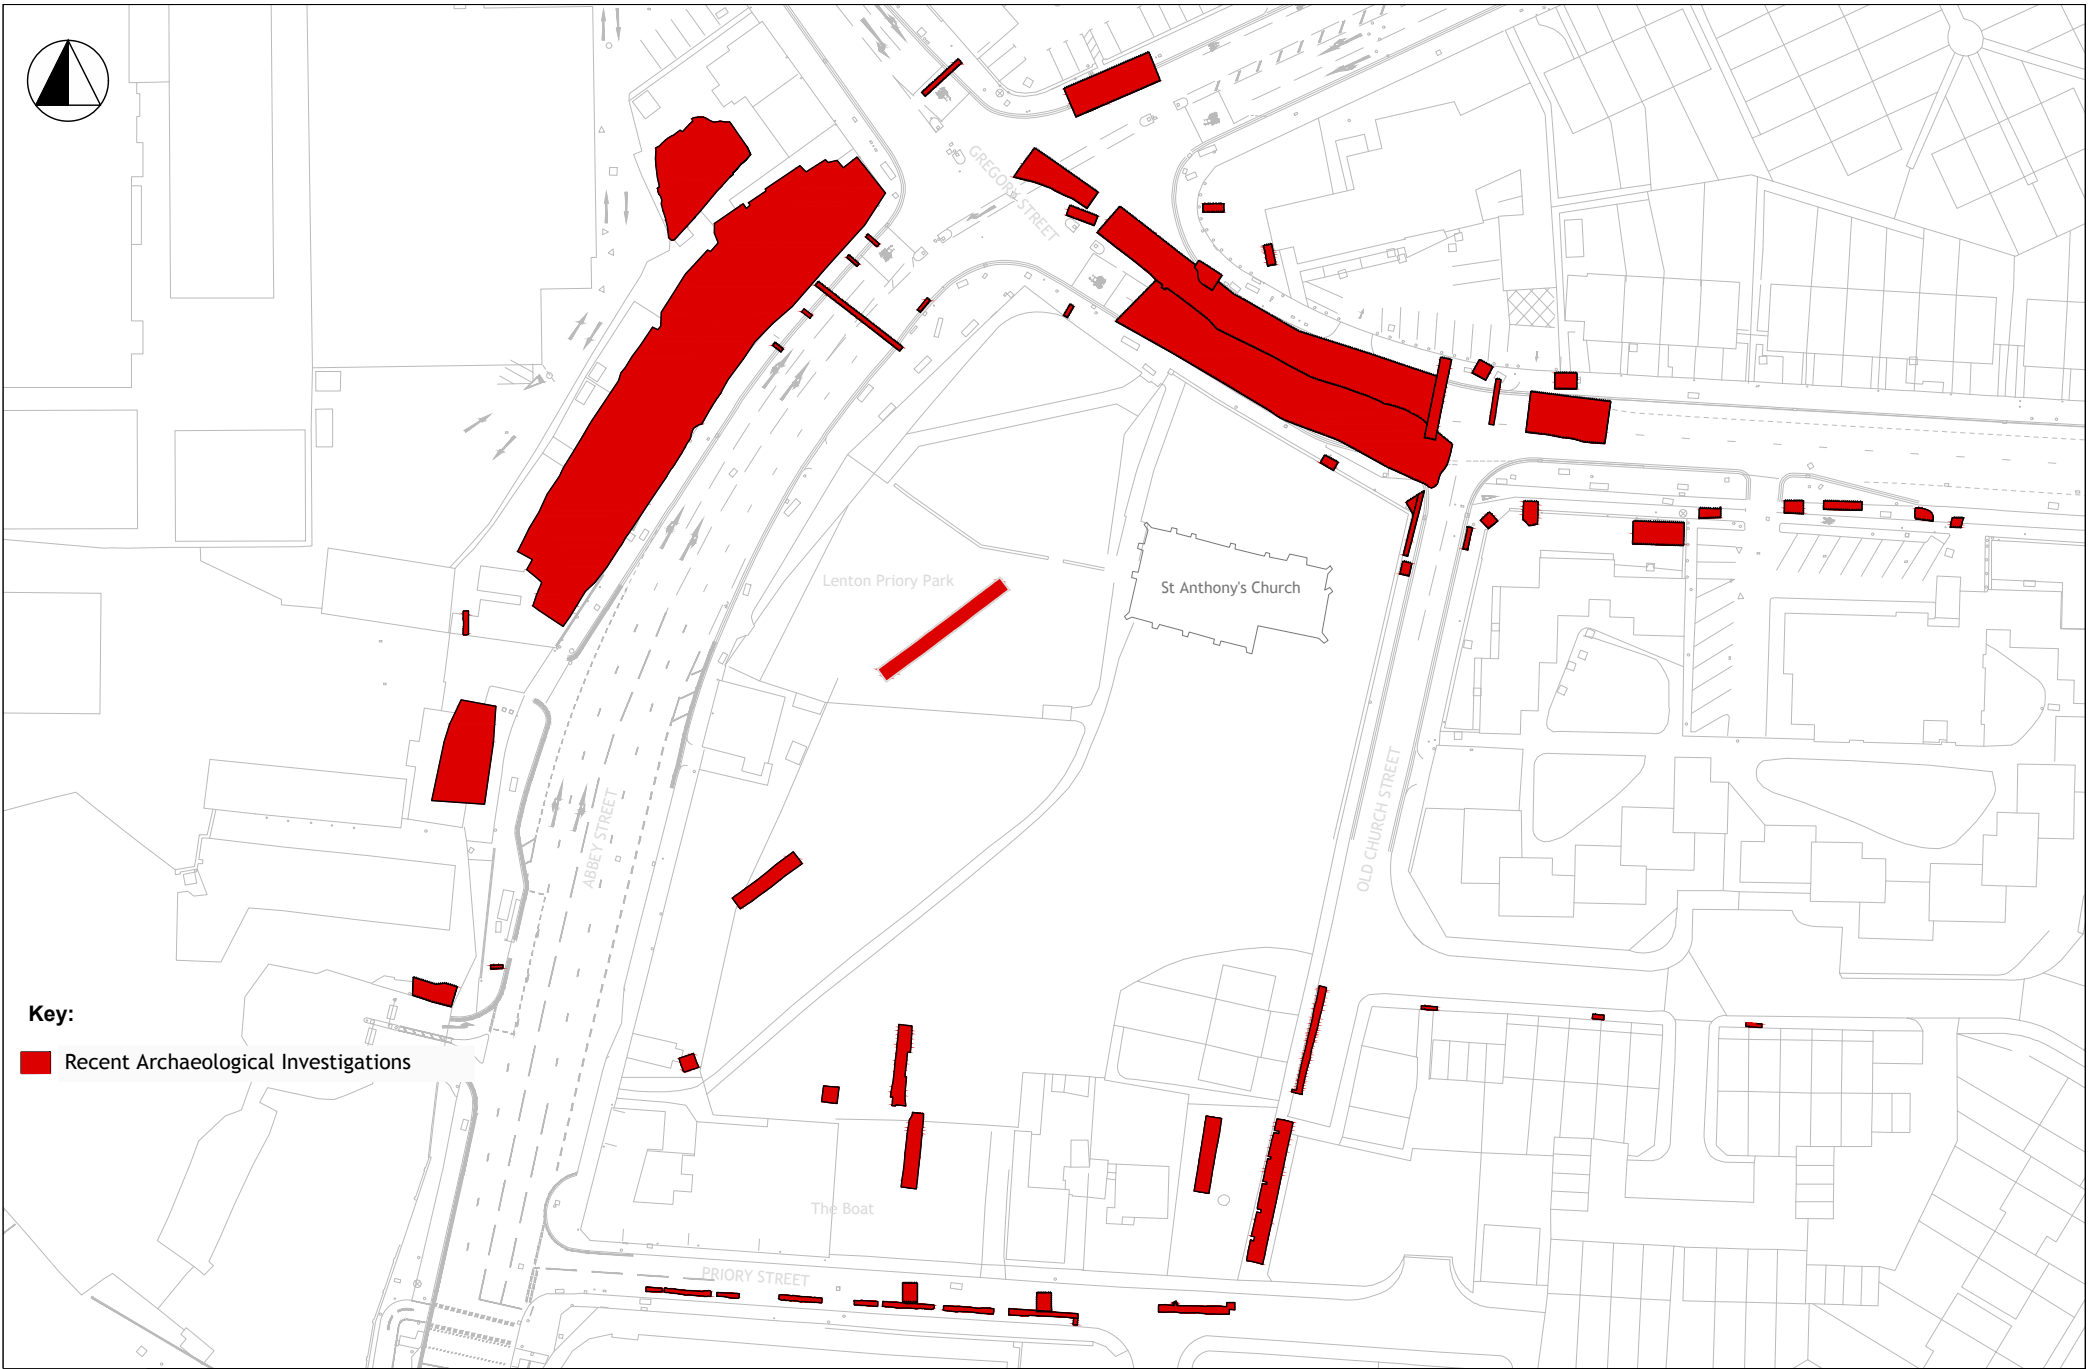 GREGORY STREET
Lenton Priory Park
St Anthony's Church
ABBEY STREET
OLD CHURCH STREET
Key:
Recent Archaeological Investigations
The Boat
PRIORY STREET